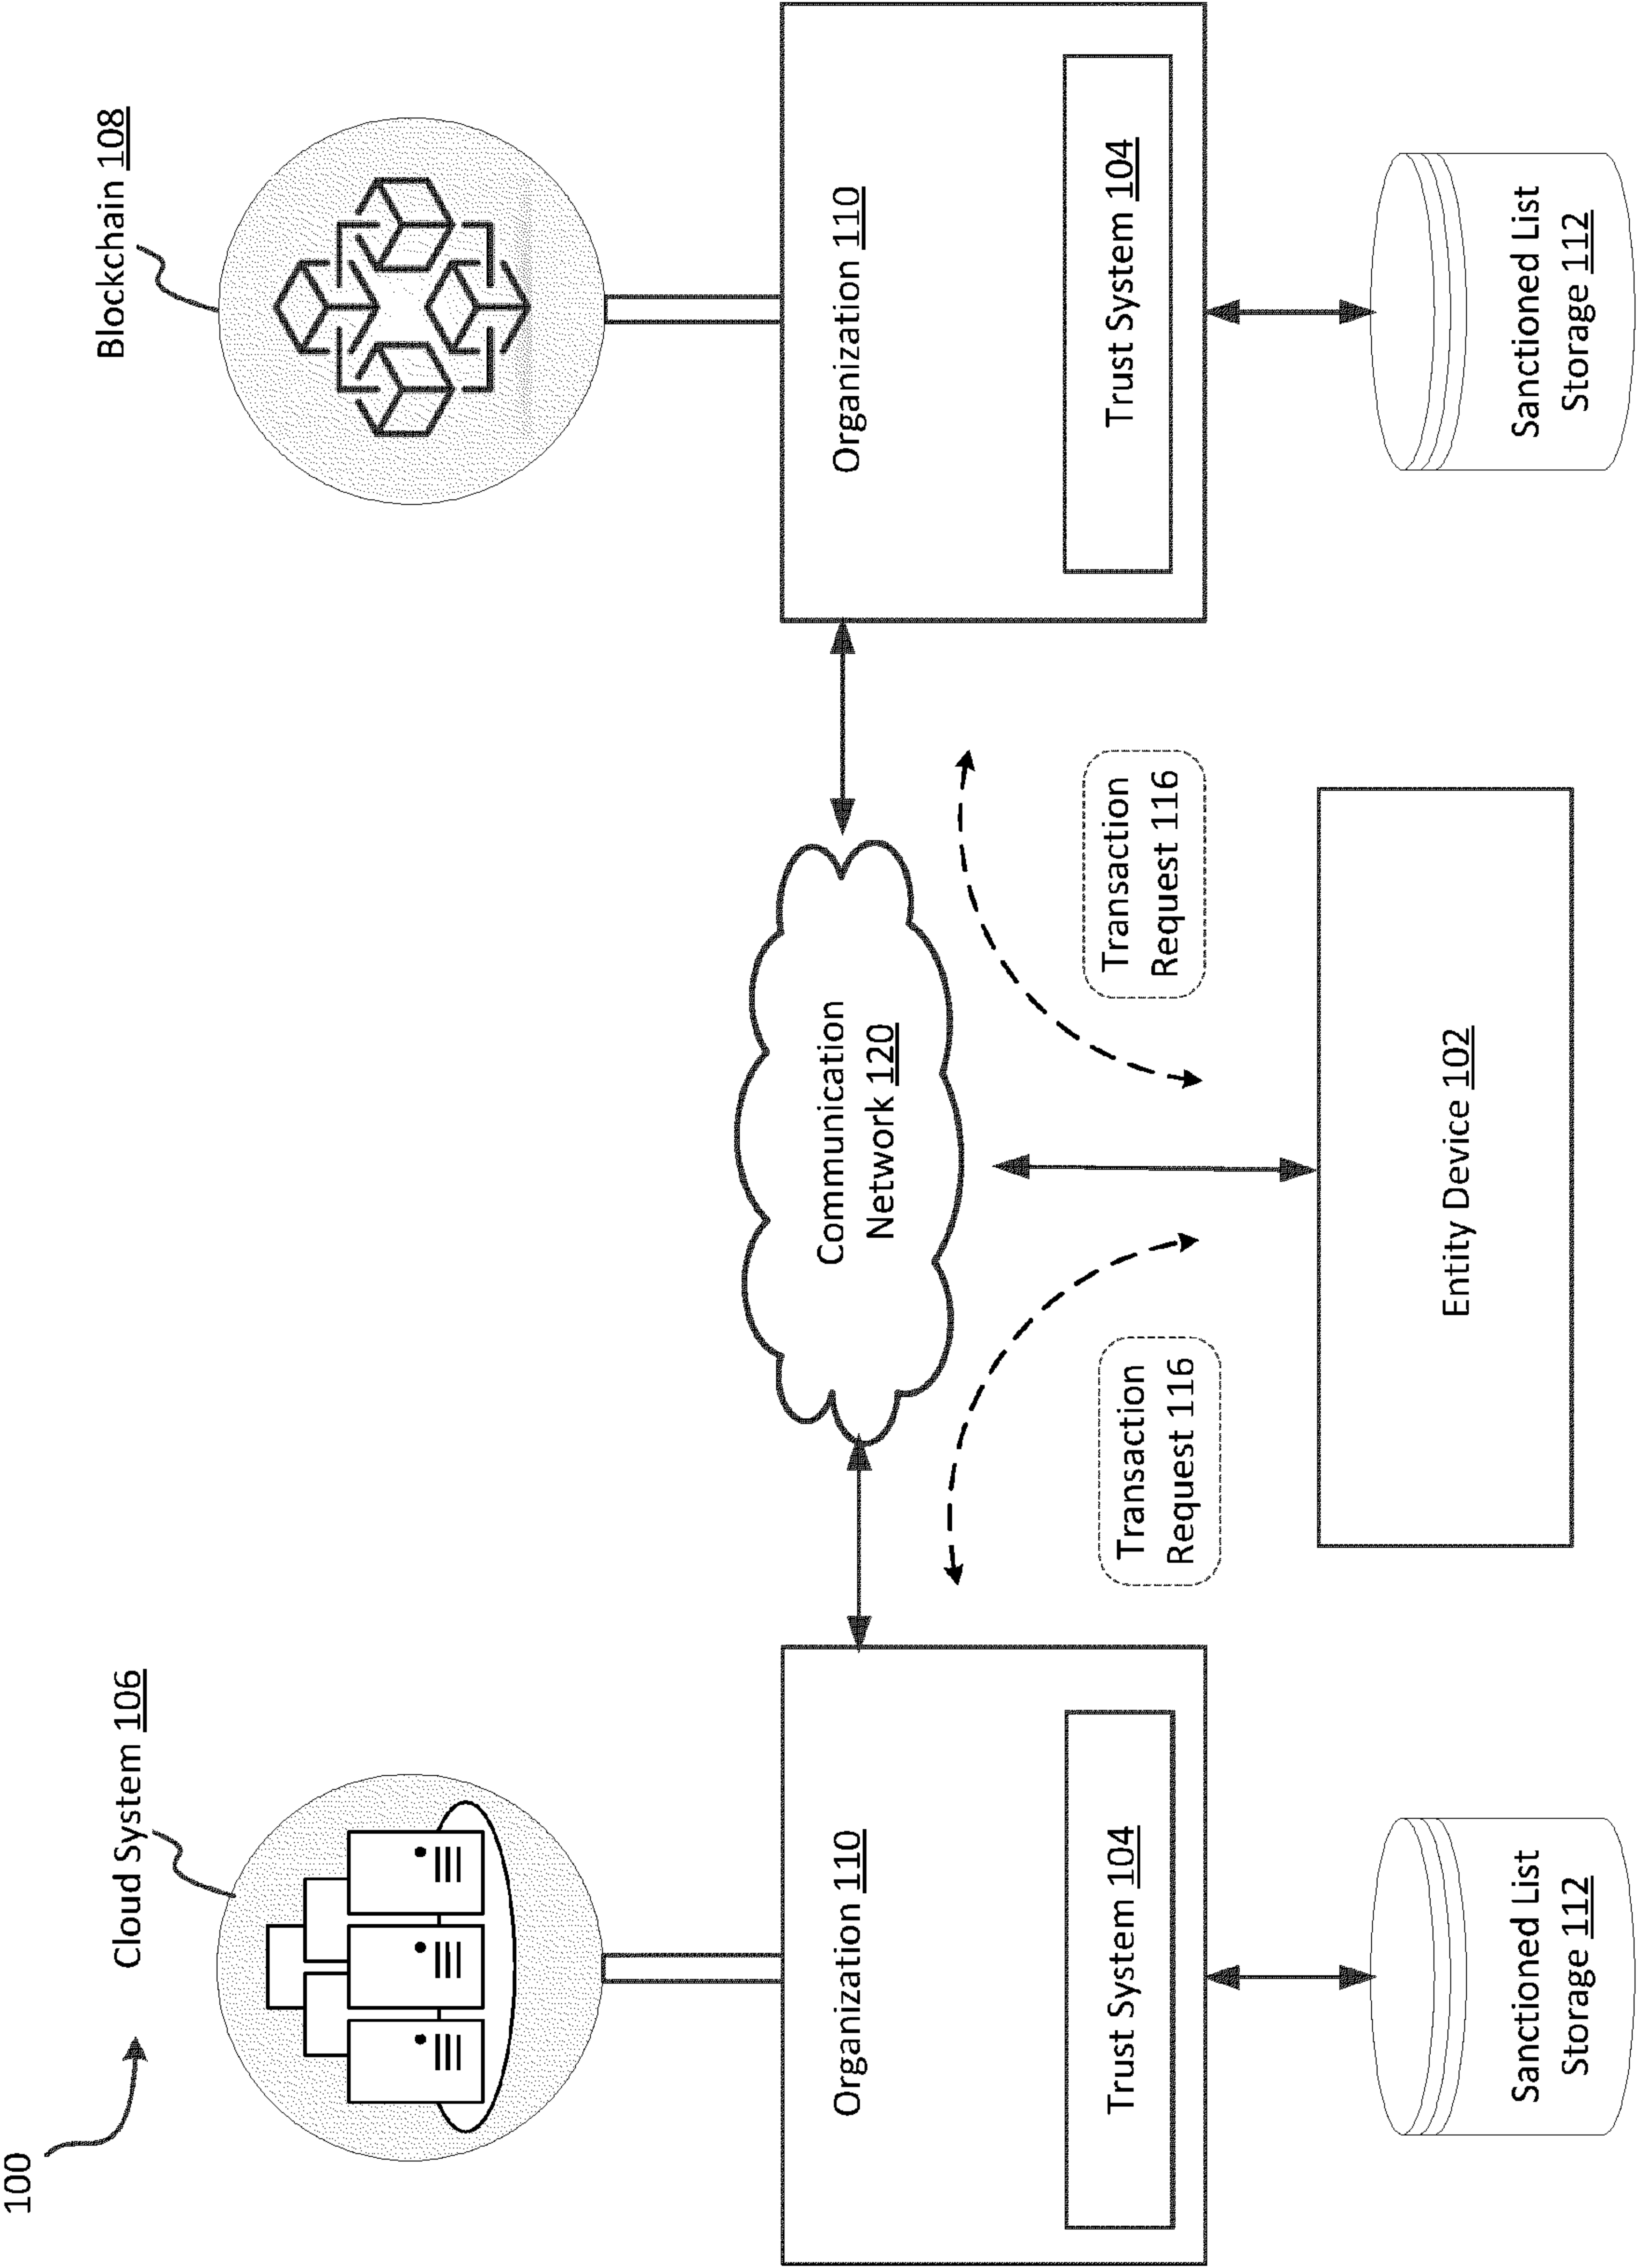 100
Cloud System 106
Blockchain 108
Organization 110
Trust System 104
Sanctioned List
Storage 112
Communication
Network 120
Transaction
Request 116
Transaction
Request 116
Entity Device 102
Organization 110
Trust System 104
Sanctioned List
Storage 112